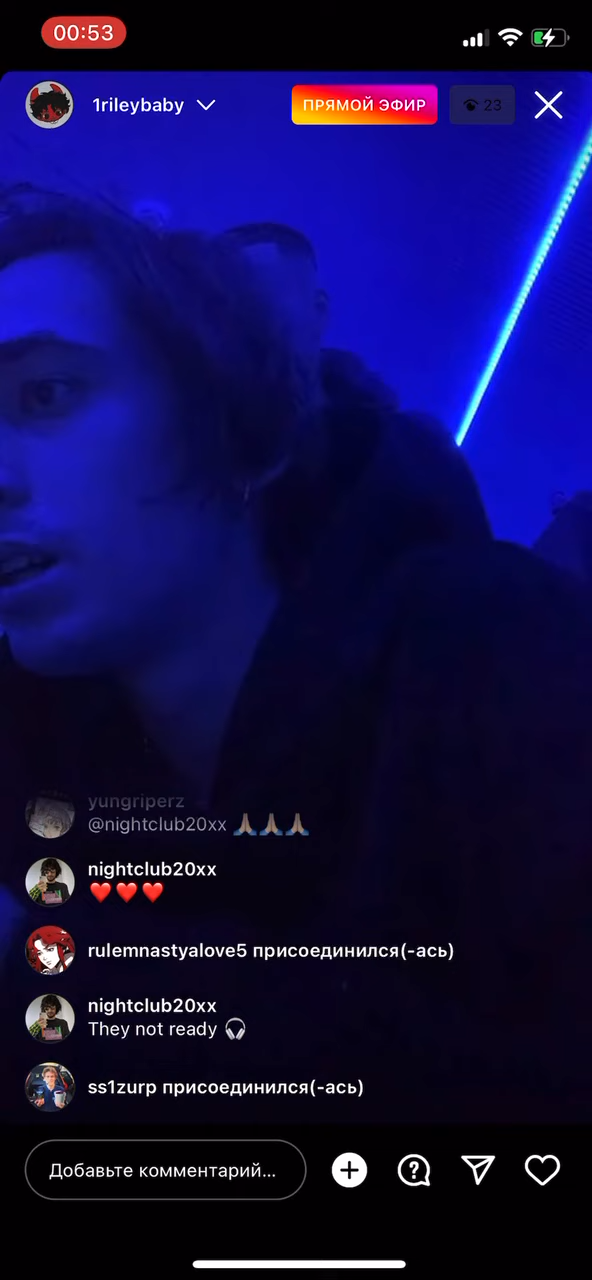 00:53
1rileybaby
ПРЯМОЙ ЭФИР
23
yungriperz
@nightclub20xx 🙏🏽🙏🏽🙏🏽
nightclub20xx
❤️❤️❤️
rulemnastyalove5 присоединился(-ась)
nightclub20xx
They not ready 🎧
ss1zurp присоединился(-ась)
Добавьте комментарий...